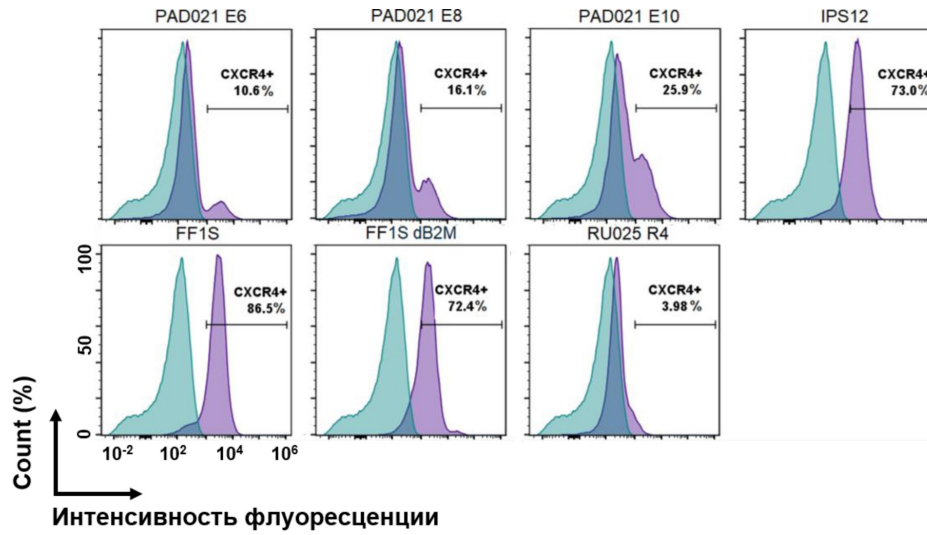 PAD021 E6
PAD021 E8
PAD021 E10
IPS12
CXCR4+
10.6%
CXCR4+
16.1%
CXCR4+
25.9%
CXCR4+
73.0%
FF1S
FF1S dB2M
RU025 R4
CXCR4+
86.5%
CXCR4+
72.4%
CXCR4+
3.98 %
100
50
0
10-2 102 104 106
Count (%)
Интенсивность флуоресценции